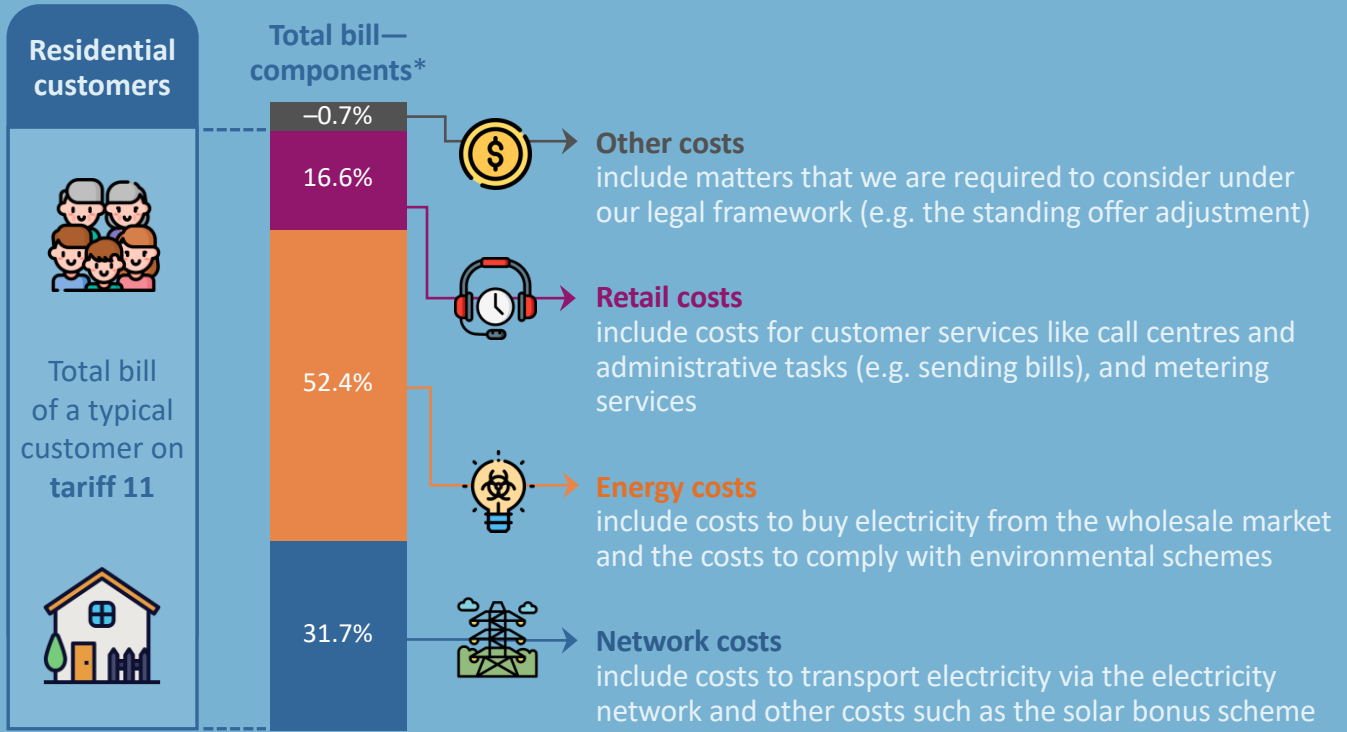 Residential
customers
Total bill
of a typical
customer on
tariff 11
Total bill—
components*
–0.7%
16.6%
52.4%
31.7%
$
Other costs
include matters that we are required to consider under
our legal framework (e.g. the standing offer adjustment)
Retail costs
include costs for customer services like call centres and
administrative tasks (e.g. sending bills), and metering
services
Energy costs
include costs to buy electricity from the wholesale market
and the costs to comply with environmental schemes
Network costs
include costs to transport electricity via the electricity
network and other costs such as the solar bonus scheme